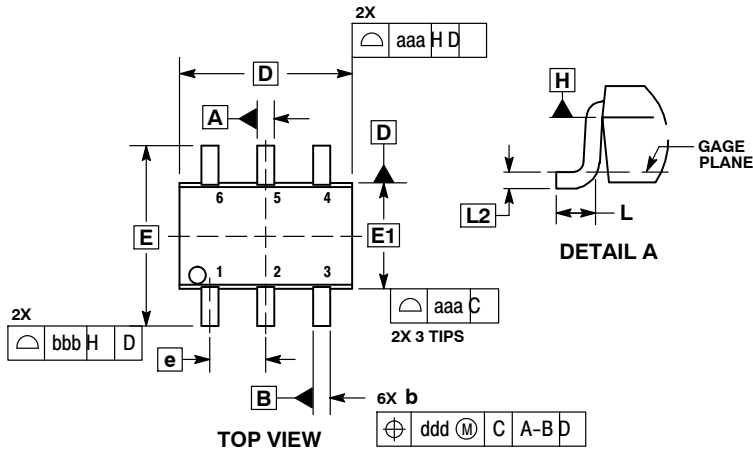 2X
⌓ aaa H D
D
A
H
D
GAGE
PLANE
6 5 4
E
E1
L2
L
DETAIL A
1 2 3
⌓ aaa C
2X 3 TIPS
2X
⌓ bbb H D
e
B
6X b
⌖ ddd Ⓜ C A–B D
TOP VIEW